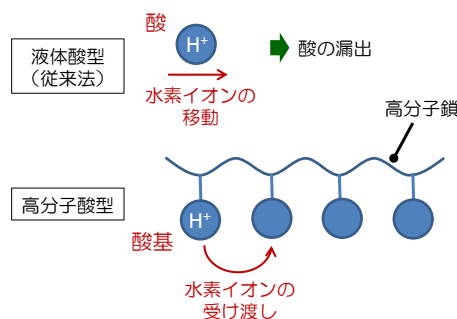 酸
H⁺
液体酸型
（従来法）
酸の漏出
水素イオンの
移動
高分子鎖
高分子酸型
H⁺
酸基
水素イオンの
受け渡し